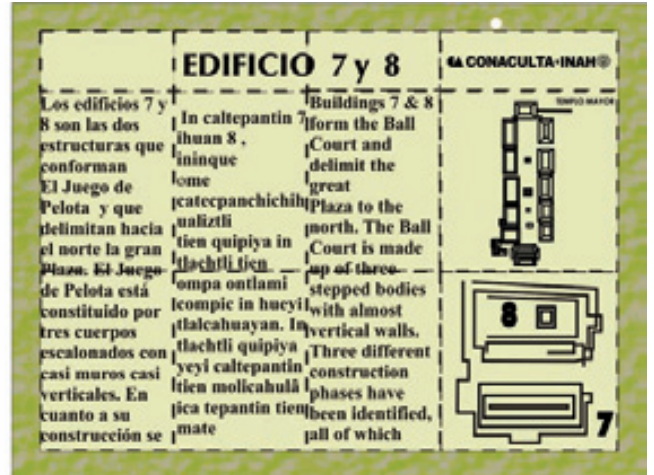 EDIFICIO 7 y 8
CONACULTA·INAH
Los edificios 7 y
8 son las dos
estructuras que
conforman
El Juego de
Pelota y que
delimitan hacia
el norte la gran
Plaza. El Juego
de Pelota está
constituido por
tres cuerpos
escalonados con
casi muros casi
verticales. En
cuanto a su
construcción se
In caltepantin 7
ihuan 8 ,
ininque
ome
catecpanchichih
ualiztli
tien quipiya in
tlachtli tien
ompa ontlami
compic in hueyi
tlalcahuayan. In
tlachtli quipiya
yeyi caltepantin
tien molicahulâ
ica tepantin tien
mate
Buildings 7 & 8
form the Ball
Court and
delimit the
great
Plaza to the
north. The Ball
Court is made
up of three
stepped bodies
with almost
vertical walls.
Three different
construction
phases have
been identified,
all of which
TEMPLO MAYOR
8
7